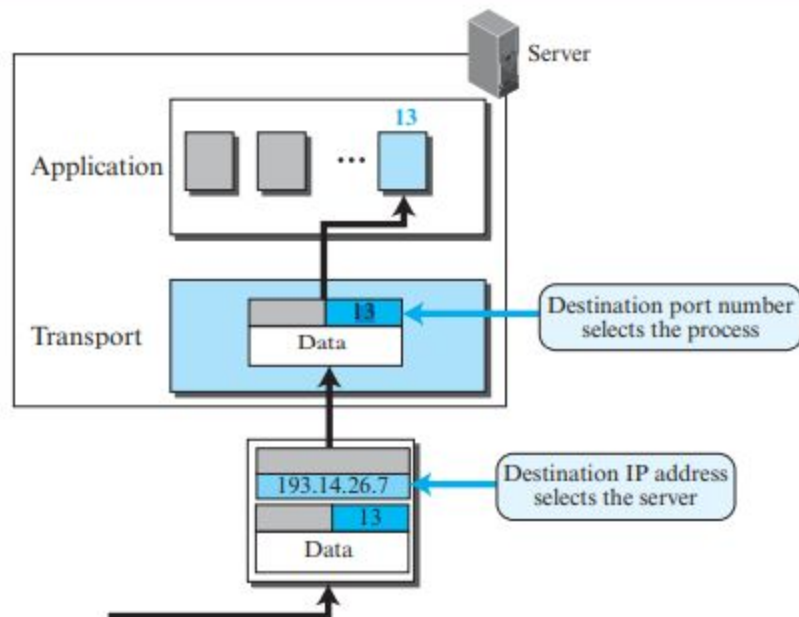 Server
13
Application
...
13
Destination port number
selects the process
Transport
Data
Destination IP address
selects the server
193.14.26.7
13
Data